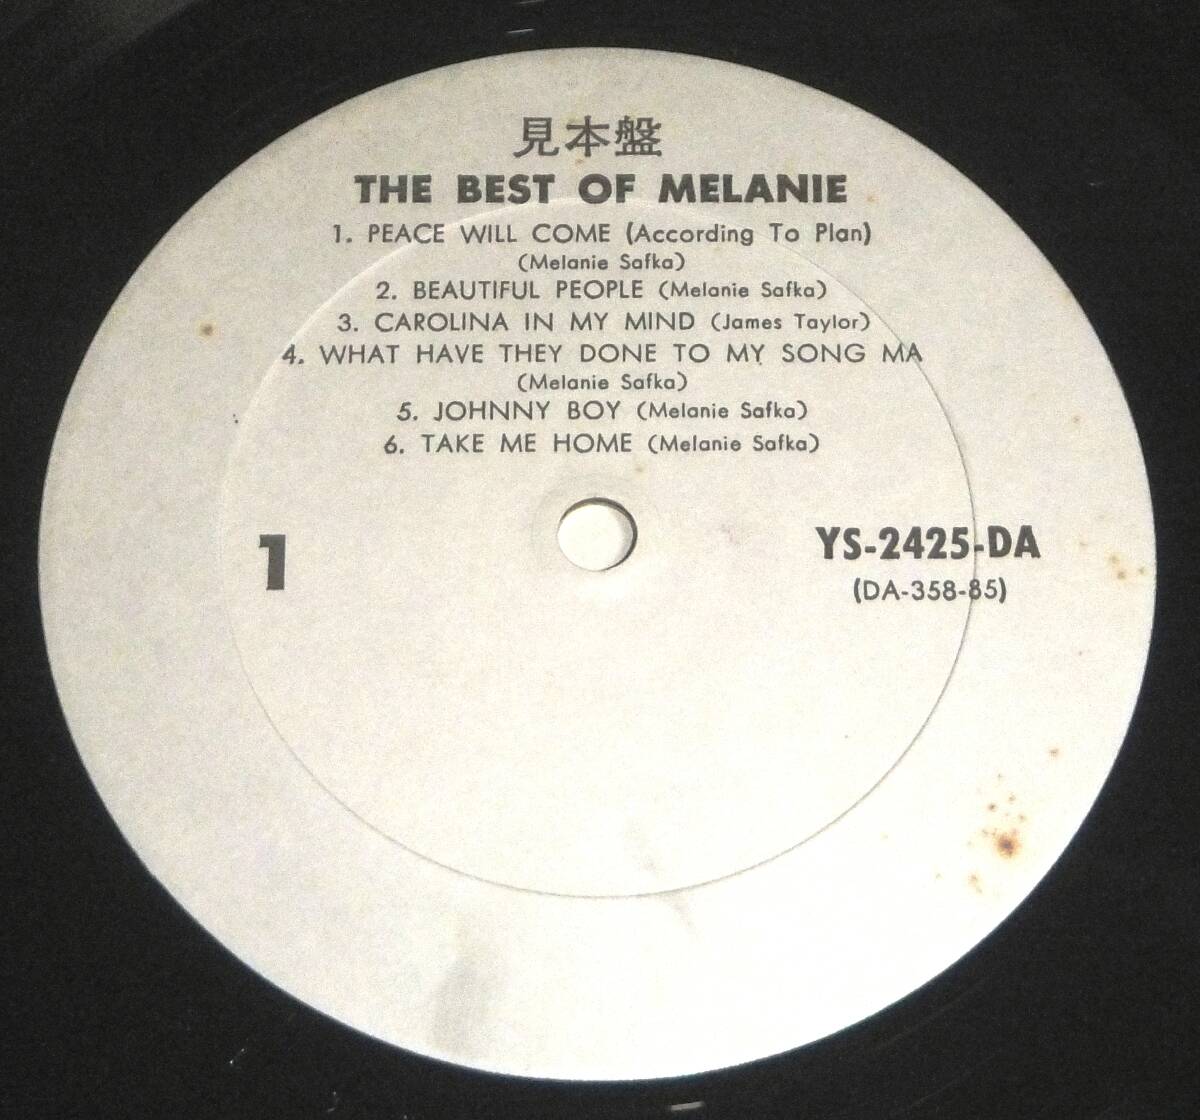 見本盤
THE BEST OF MELANIE
1. PEACE WILL COME (According To Plan)
(Melanie Safka)
2. BEAUTIFUL PEOPLE (Melanie Safka)
3. CAROLINA IN MY MIND (James Taylor)
4. WHAT HAVE THEY DONE TO MY SONG MA
(Melanie Safka)
5. JOHNNY BOY (Melanie Safka)
6. TAKE ME HOME (Melanie Safka)
1
YS-2425-DA
(DA-358-85)